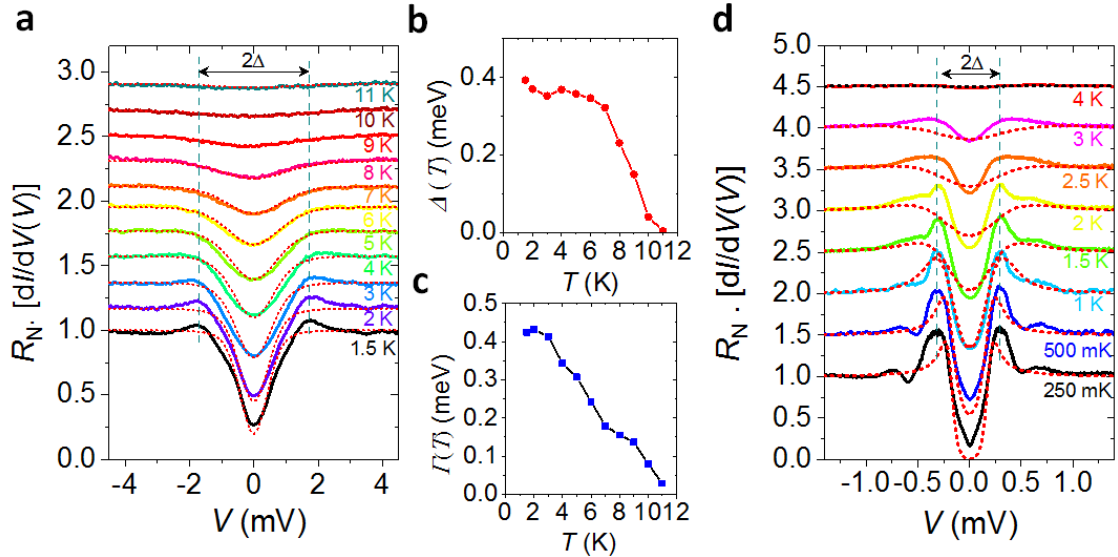 a
R_N· [dI/dV(V)]
3.0
2.5
2.0
1.5
1.0
0.5
0.0
2Δ
11 K
10 K
9 K
8 K
7 K
6 K
5 K
4 K
3 K
2 K
1.5 K
-4 -2 0 2 4
V (mV)
b
Δ(T) (meV)
0.4
0.2
0.0
2 4 6 8 10 12
T (K)
c
Γ(T) (meV)
0.5
0.4
0.3
0.2
0.1
0.0
2 4 6 8 10 12
T (K)
d
R_N· [dI/dV(V)]
5.0
4.5
4.0
3.5
3.0
2.5
2.0
1.5
1.0
0.5
0.0
2Δ
4 K
3 K
2.5 K
2 K
1.5 K
1 K
500 mK
250 mK
-1.0 -0.5 0.0 0.5 1.0
V (mV)